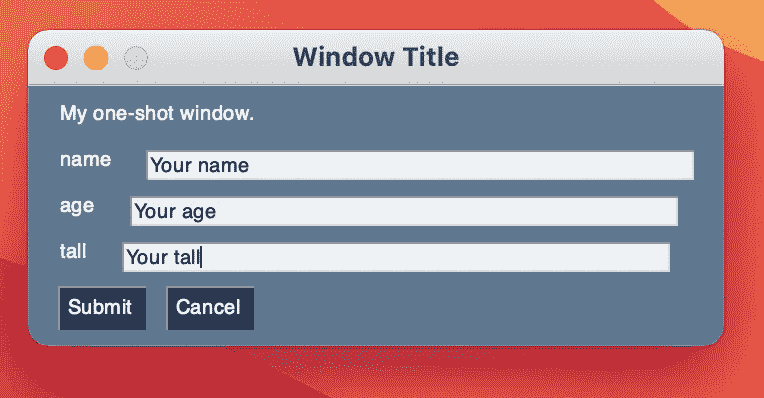 Window Title
My one-shot window.
name Your name
age Your age
tall Your tall
Submit Cancel